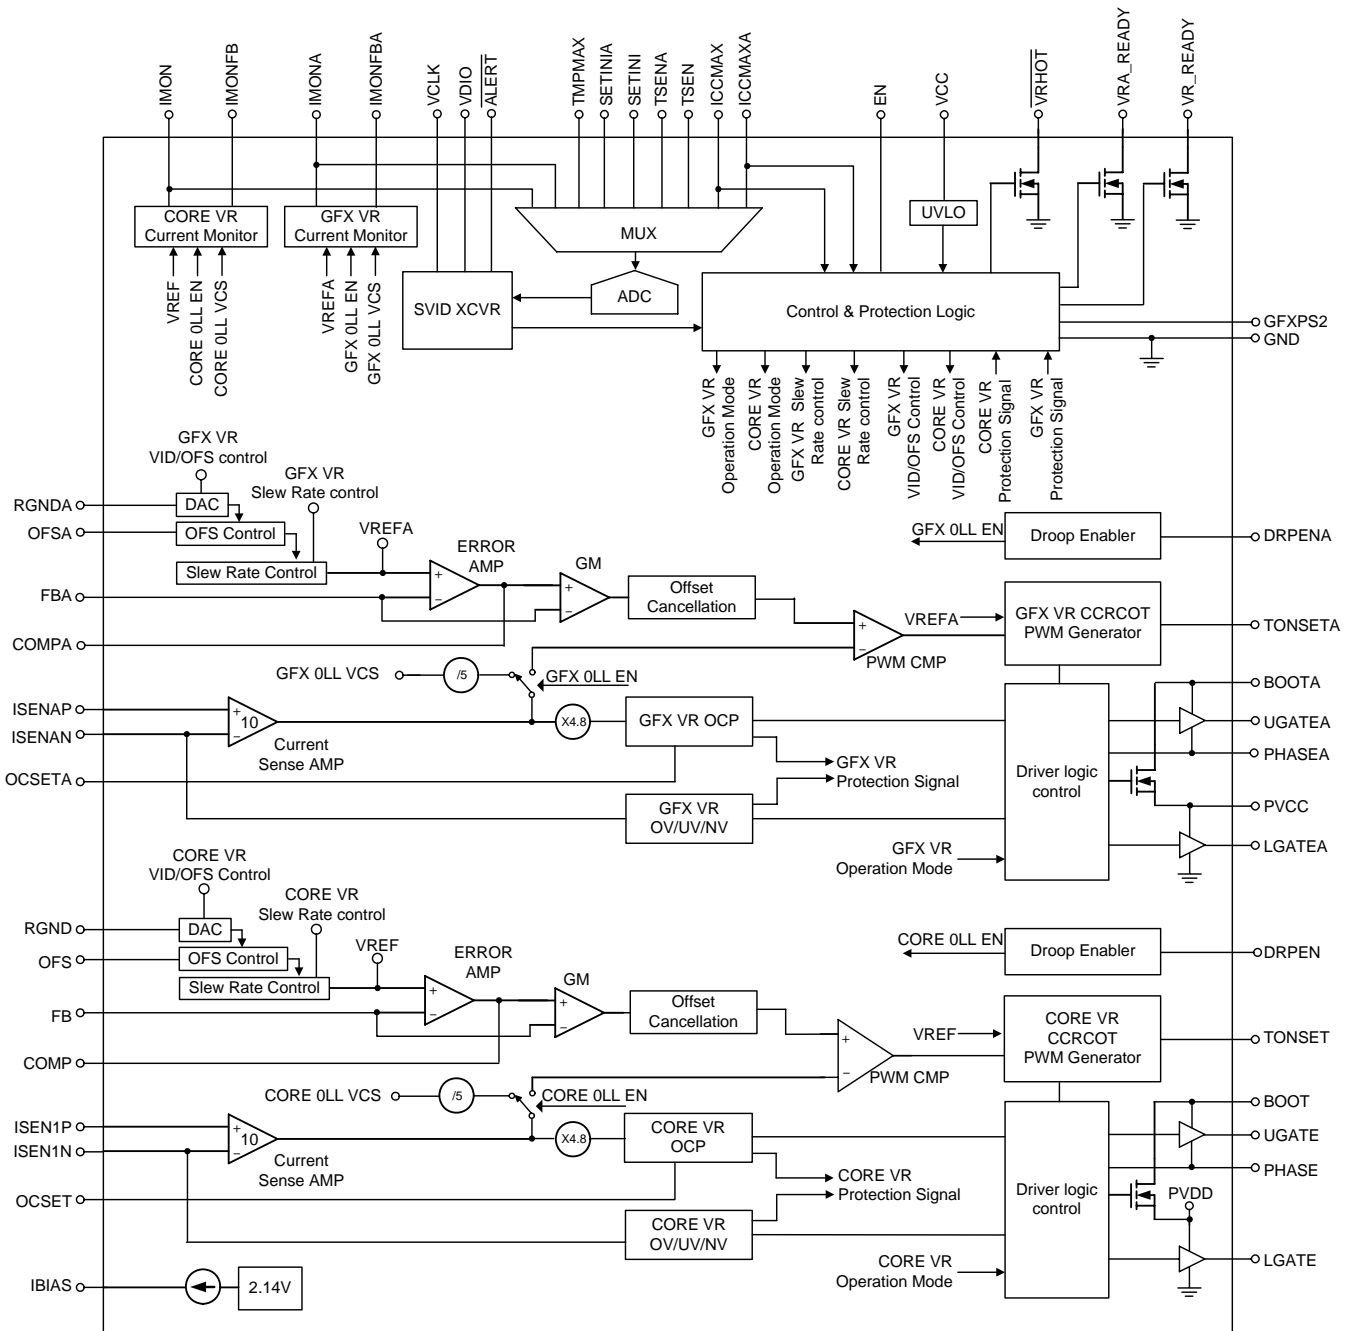 IMON
IMONFB
IMONA
IMONFBA
VCLK
VDIO
ALERT
TMPMAX
SETINIA
SETINI
TSENA
TSEN
ICCMAX
ICCMAXA
EN
VCC
VRHOT
VRA_READY
VR_READY
CORE VR
Current Monitor
GFX VR
Current Monitor
MUX
UVLO
VREF
CORE 0LL EN
CORE 0LL VCS
VREFA
GFX 0LL EN
GFX 0LL VCS
SVID XCVR
ADC
Control & Protection Logic
GFXPS2
GND
GFX VR
Operation Mode
CORE VR
Operation Mode
GFX VR Slew
Rate control
CORE VR Slew
Rate control
GFX VR
VID/OFS Control
CORE VR
VID/OFS Control
CORE VR
Protection Signal
GFX VR
Protection Signal
GFX VR
VID/OFS control
GFX VR
Slew Rate control
RGNDA
DAC
OFSA
OFS Control
VREFA
Slew Rate Control
ERROR
AMP
GM
+
−
+
−
Offset
Cancellation
GFX 0LL EN
Droop Enabler
DRPENA
FBA
COMPA
VREFA
GFX VR CCRCOT
PWM Generator
TONSETA
+
−
PWM CMP
GFX 0LL VCS
/5
GFX 0LL EN
ISENAP
ISENAN
+
10
−
Current
Sense AMP
X4.8
GFX VR OCP
OCSETA
GFX VR
Protection Signal
GFX VR
OV/UV/NV
Driver logic
control
GFX VR
Operation Mode
BOOTA
UGATEA
PHASEA
PVCC
LGATEA
CORE VR
VID/OFS Control
CORE VR
Slew Rate control
RGND
DAC
OFS
OFS Control
VREF
Slew Rate Control
ERROR
AMP
GM
+
−
+
−
Offset
Cancellation
CORE 0LL EN
Droop Enabler
DRPEN
FB
COMP
VREF
CORE VR
CCRCOT
PWM Generator
TONSET
+
−
PWM CMP
CORE 0LL VCS
/5
CORE 0LL EN
ISEN1P
ISEN1N
+
10
−
Current
Sense AMP
X4.8
CORE VR
OCP
OCSET
CORE VR
Protection Signal
CORE VR
OV/UV/NV
Driver logic
control
CORE VR
Operation Mode
BOOT
UGATE
PHASE
PVDD
LGATE
IBIAS
2.14V